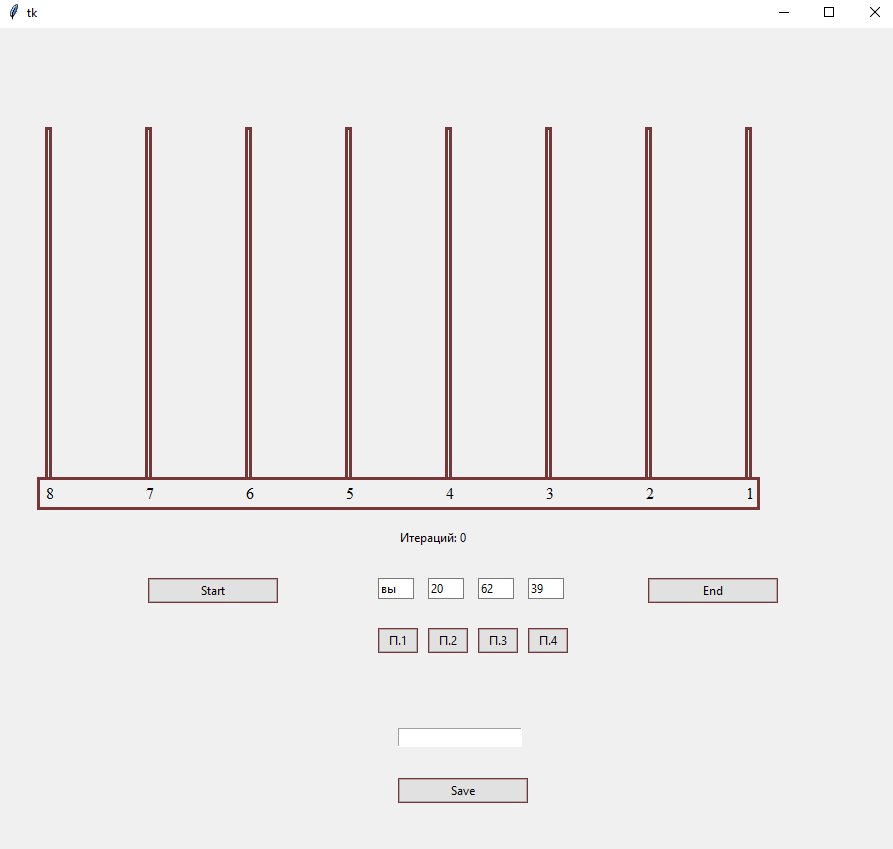 tk
8 7 6 5 4 3 2 1
Итераций: 0
Start вы 20 62 39 End
П.1 П.2 П.3 П.4
Save